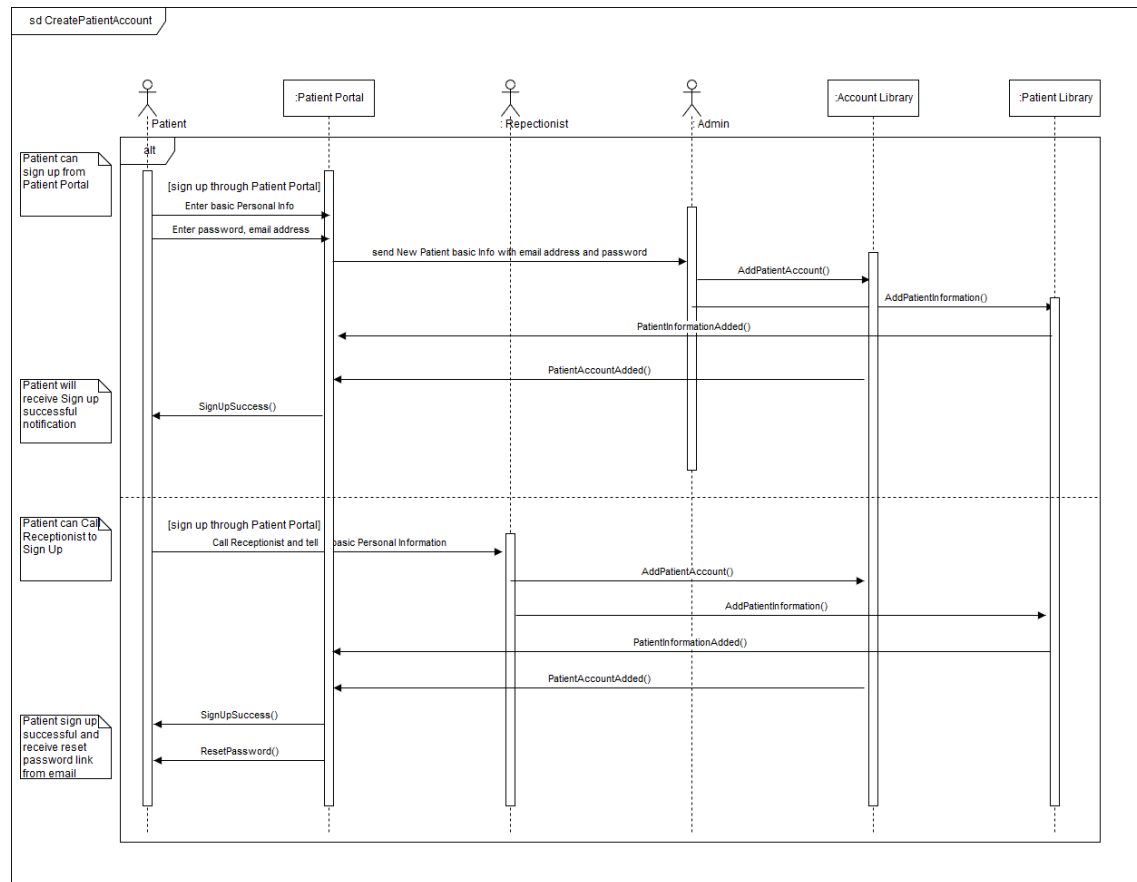 sd CreatePatientAccount
:Patient Portal
:Account Library
:Patient Library
: Patient
: Repectionist
: Admin
alt
Patient can
sign up from
Patient Portal
[sign up through Patient Portal]
Enter basic Personal Info
Enter password, email address
send New Patient basic Info with email address and password
AddPatientAccount()
AddPatientInformation()
PatientInformationAdded()
PatientAccountAdded()
Patient will
receive Sign up
successful
notification
SignUpSuccess()
Patient can Call
Receptionist to
Sign Up
[sign up through Patient Portal]
Call Receptionist and tell basic Personal Information
AddPatientAccount()
AddPatientInformation()
PatientInformationAdded()
PatientAccountAdded()
Patient sign up
successful and
receive reset
password link
from email
SignUpSuccess()
ResetPassword()